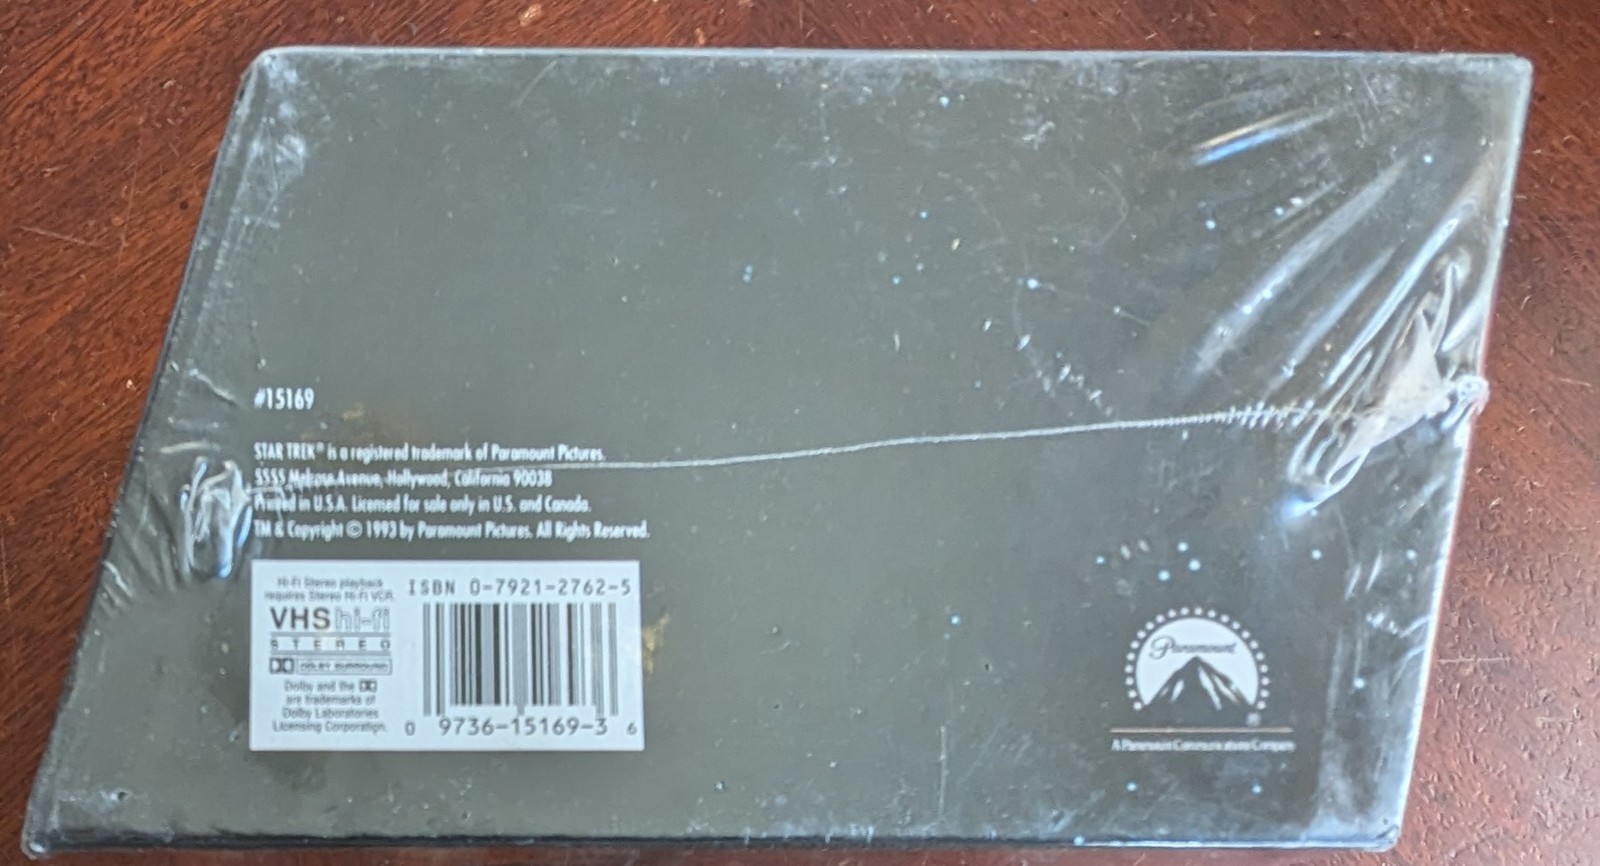 #15169
STAR TREK® is a registered trademark of Paramount Pictures.
5555 Melrose Avenue, Hollywood, California 90038
Printed in U.S.A. Licensed for sale only in U.S. and Canada.
TM & Copyright © 1993 by Paramount Pictures. All Rights Reserved.
Hi-Fi Stereo playback
requires Stereo Hi-Fi VCR.
VHS hi-fi
STEREO
DOLBY SURROUND
Dolby and the
are trademarks of
Dolby Laboratories
Licensing Corporation.
ISBN 0-7921-2762-5
0 9736-15169-3 6
Paramount
®
A Paramount Communications Company